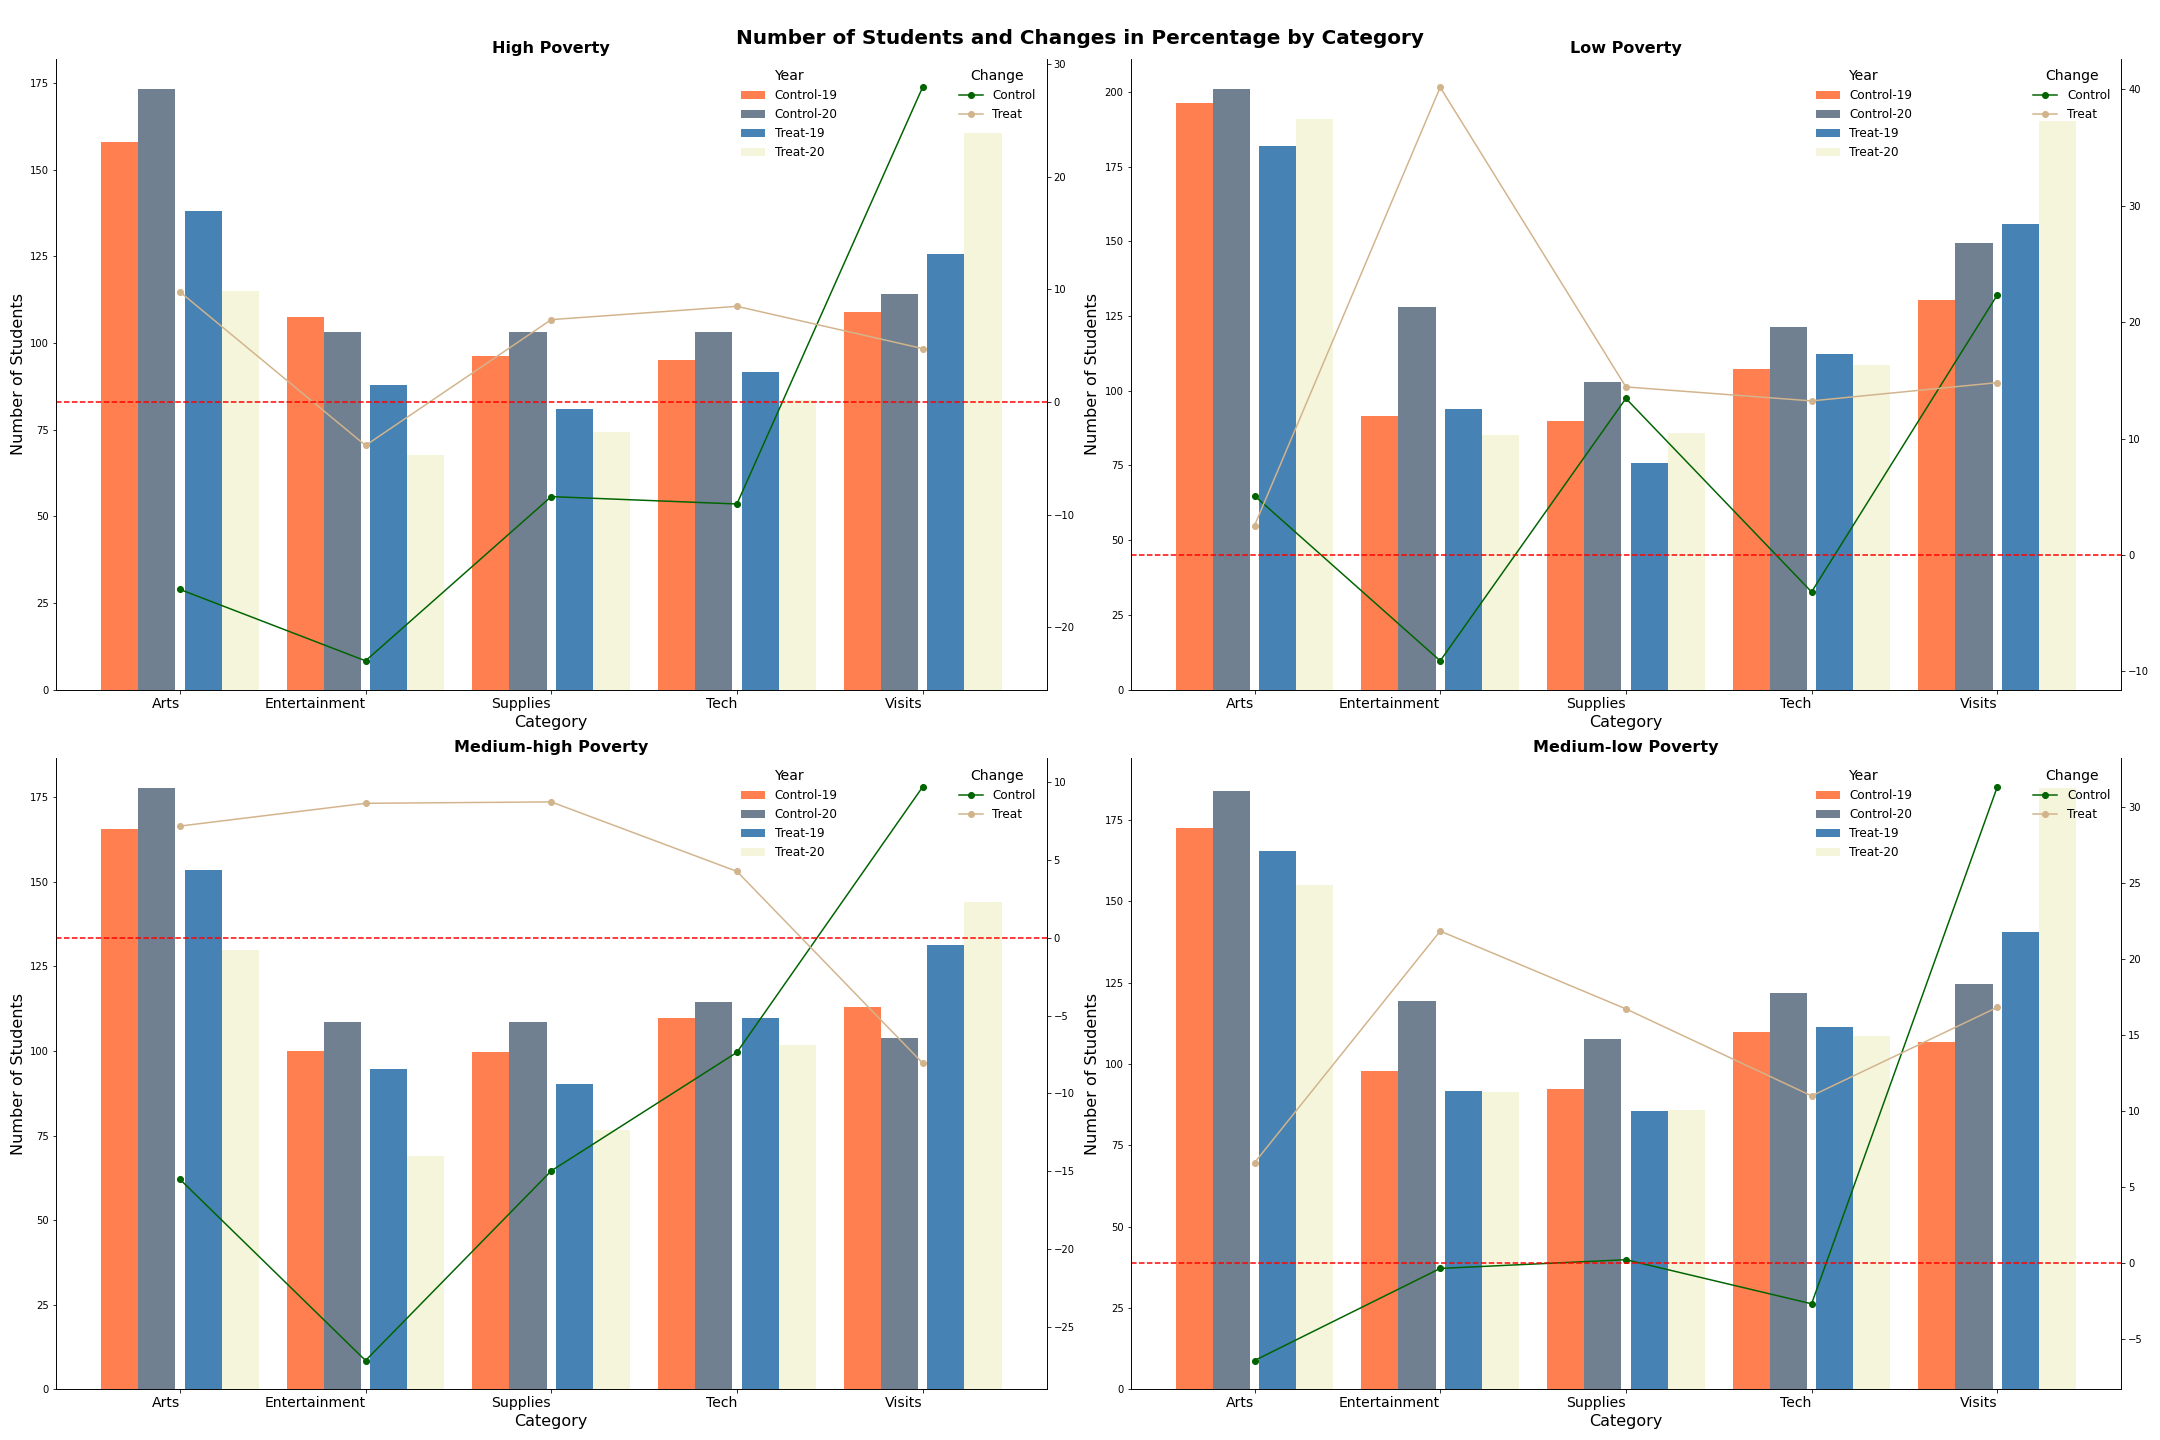 Number of Students and Changes in Percentage by Category
High Poverty
Number of Students
175
150
125
100
75
50
25
0
30
20
10
0
−10
−20
Year
Control-19
Control-20
Treat-19
Treat-20
Change
Control
Treat
Arts
Entertainment
Supplies
Tech
Visits
Category
Low Poverty
Number of Students
200
175
150
125
100
75
50
25
0
40
30
20
10
0
−10
Year
Control-19
Control-20
Treat-19
Treat-20
Change
Control
Treat
Arts
Entertainment
Supplies
Tech
Visits
Category
Medium-high Poverty
Number of Students
175
150
125
100
75
50
25
0
10
5
0
−5
−10
−15
−20
−25
Year
Control-19
Control-20
Treat-19
Treat-20
Change
Control
Treat
Arts
Entertainment
Supplies
Tech
Visits
Category
Medium-low Poverty
Number of Students
175
150
125
100
75
50
25
0
30
25
20
15
10
5
0
−5
Year
Control-19
Control-20
Treat-19
Treat-20
Change
Control
Treat
Arts
Entertainment
Supplies
Tech
Visits
Category